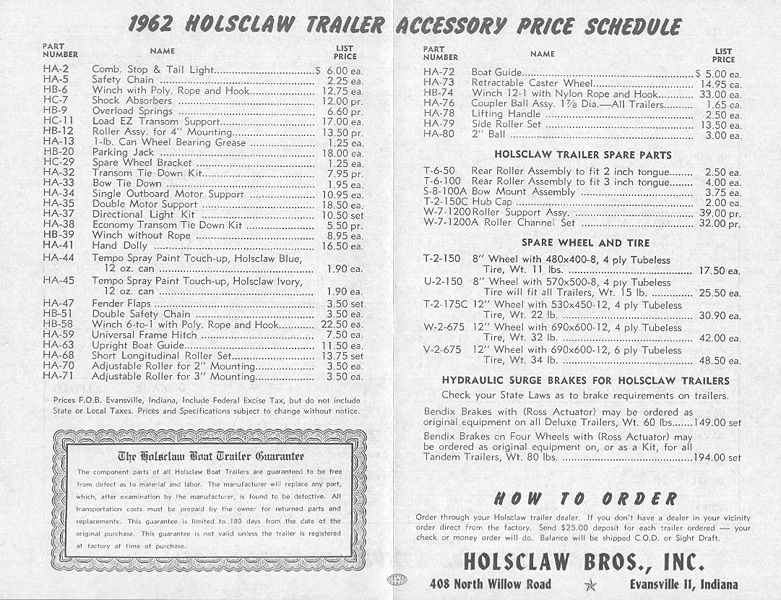 1962 HOLSCLAW TRAILER ACCESSORY PRICE SCHEDULE
PART NUMBER NAME LIST PRICE
HA-2 Comb. Stop & Tail Light $ 6.00 ea.
HA-5 Safety Chain 2.25 ea.
HB-6 Winch with Poly. Rope and Hook 12.75 ea.
HC-7 Shock Absorbers 12.00 pr.
HB-9 Overload Springs 6.60 pr.
HC-11 Load EZ Transom Support 17.00 ea.
HB-12 Roller Assy. for 4" Mounting 13.50 pr.
HA-13 1-lb. Can Wheel Bearing Grease 1.25 ea.
HB-20 Parking Jack 18.00 ea.
HC-29 Spare Wheel Bracket 1.25 ea.
HA-32 Transom Tie Down Kit 7.95 pr.
HA-33 Bow Tie Down 1.95 ea.
HA-34 Single Outboard Motor Support 10.95 ea.
HA-35 Double Motor Support 18.50 ea.
HA-37 Directional Light Kit 10.50 set
HA-38 Economy Transom Tie Down Kit 5.50 pr.
HB-39 Winch without Rope 8.95 ea.
HA-41 Hand Dolly 16.50 ea.
HA-44 Tempo Spray Paint Touch-up, Holsclaw Blue,
12 oz. can 1.90 ea.
HA-45 Tempo Spray Paint Touch-up, Holsclaw Ivory,
12 oz. can 1.90 ea.
HA-47 Fender Flaps 3.50 set
HB-51 Double Safety Chain 3.50 ea.
HB-58 Winch 6-to-1 with Poly. Rope and Hook 22.50 ea.
HA-59 Universal Frame Hitch 7.50 ea.
HA-63 Upright Boat Guide 11.50 ea.
HA-68 Short Longitudinal Roller Set 13.75 set
HA-70 Adjustable Roller for 2" Mounting 3.50 ea.
HA-71 Adjustable Roller for 3" Mounting 3.50 ea.
Prices F.O.B. Evansville, Indiana, Include Federal Excise Tax, but do not include
State or Local Taxes. Prices and Specifications subject to change without notice.
The Holsclaw Boat Trailer Guarantee
The component parts of all Holsclaw Boat Trailers are guaranteed to be free
from defect as to material and labor. The manufacturer will replace any part,
which, after examination by the manufacturer, is found to be defective. All
transportation costs must be prepaid by the owner for returned parts and
replacements. This guarantee is limited to 180 days from the date of the
original purchase. This guarantee is not valid unless the trailer is registered
at factory at time of purchase.
PART NUMBER NAME LIST PRICE
HA-72 Boat Guide $ 5.00 ea.
HA-73 Retractable Caster Wheel 14.95 ea.
HB-74 Winch 12-1 with Nylon Rope and Hook 33.00 ea.
HA-76 Coupler Ball Assy. 1⅞ Dia.—All Trailers 1.65 ea.
HA-78 Lifting Handle 2.50 ea.
HA-79 Side Roller Set 13.50 ea.
HA-80 2" Ball 3.00 ea.
HOLSCLAW TRAILER SPARE PARTS
T-6-50 Rear Roller Assembly to fit 2 inch tongue 2.50 ea.
T-6-100 Rear Roller Assembly to fit 3 inch tongue 4.00 ea.
S-8-100A Bow Mount Assembly 3.75 ea.
T-2-150C Hub Cap 2.00 ea.
W-7-1200 Roller Support Assy. 39.00 pr.
W-7-1200A Roller Channel Set 32.00 pr.
SPARE WHEEL AND TIRE
T-2-150 8" Wheel with 480x400-8, 4 ply Tubeless
Tire, Wt. 11 lbs. 17.50 ea.
U-2-150 8" Wheel with 570x500-8, 4 ply Tubeless
Tire will fit all Trailers, Wt. 15 lb. 25.50 ea.
T-2-175C 12" Wheel with 530x450-12, 4 ply Tubeless
Tire, Wt. 22 lb. 30.90 ea.
W-2-675 12" Wheel with 690x600-12, 4 ply Tubeless
Tire, Wt. 32 lb. 42.00 ea.
V-2-675 12" Wheel with 690x600-12, 6 ply Tubeless
Tire, Wt. 34 lb. 48.50 ea.
HYDRAULIC SURGE BRAKES FOR HOLSCLAW TRAILERS
Check your State Laws as to brake requirements on trailers.
Bendix Brakes with (Ross Actuator) may be ordered as
original equipment on all Deluxe Trailers, Wt. 60 lbs. 149.00 set
Bendix Brakes on Four Wheels with (Ross Actuator) may
be ordered as original equipment on, or as a Kit, for all
Tandem Trailers, Wt. 80 lbs. 194.00 set
HOW TO ORDER
Order through your Holsclaw trailer dealer. If you don't have a dealer in your vicinity
order direct from the factory. Send $25.00 deposit for each trailer ordered — your
check or money order will do. Balance will be shipped C.O.D. or Sight Draft.
HOLSCLAW BROS., INC.
408 North Willow Road Evansville 11, Indiana